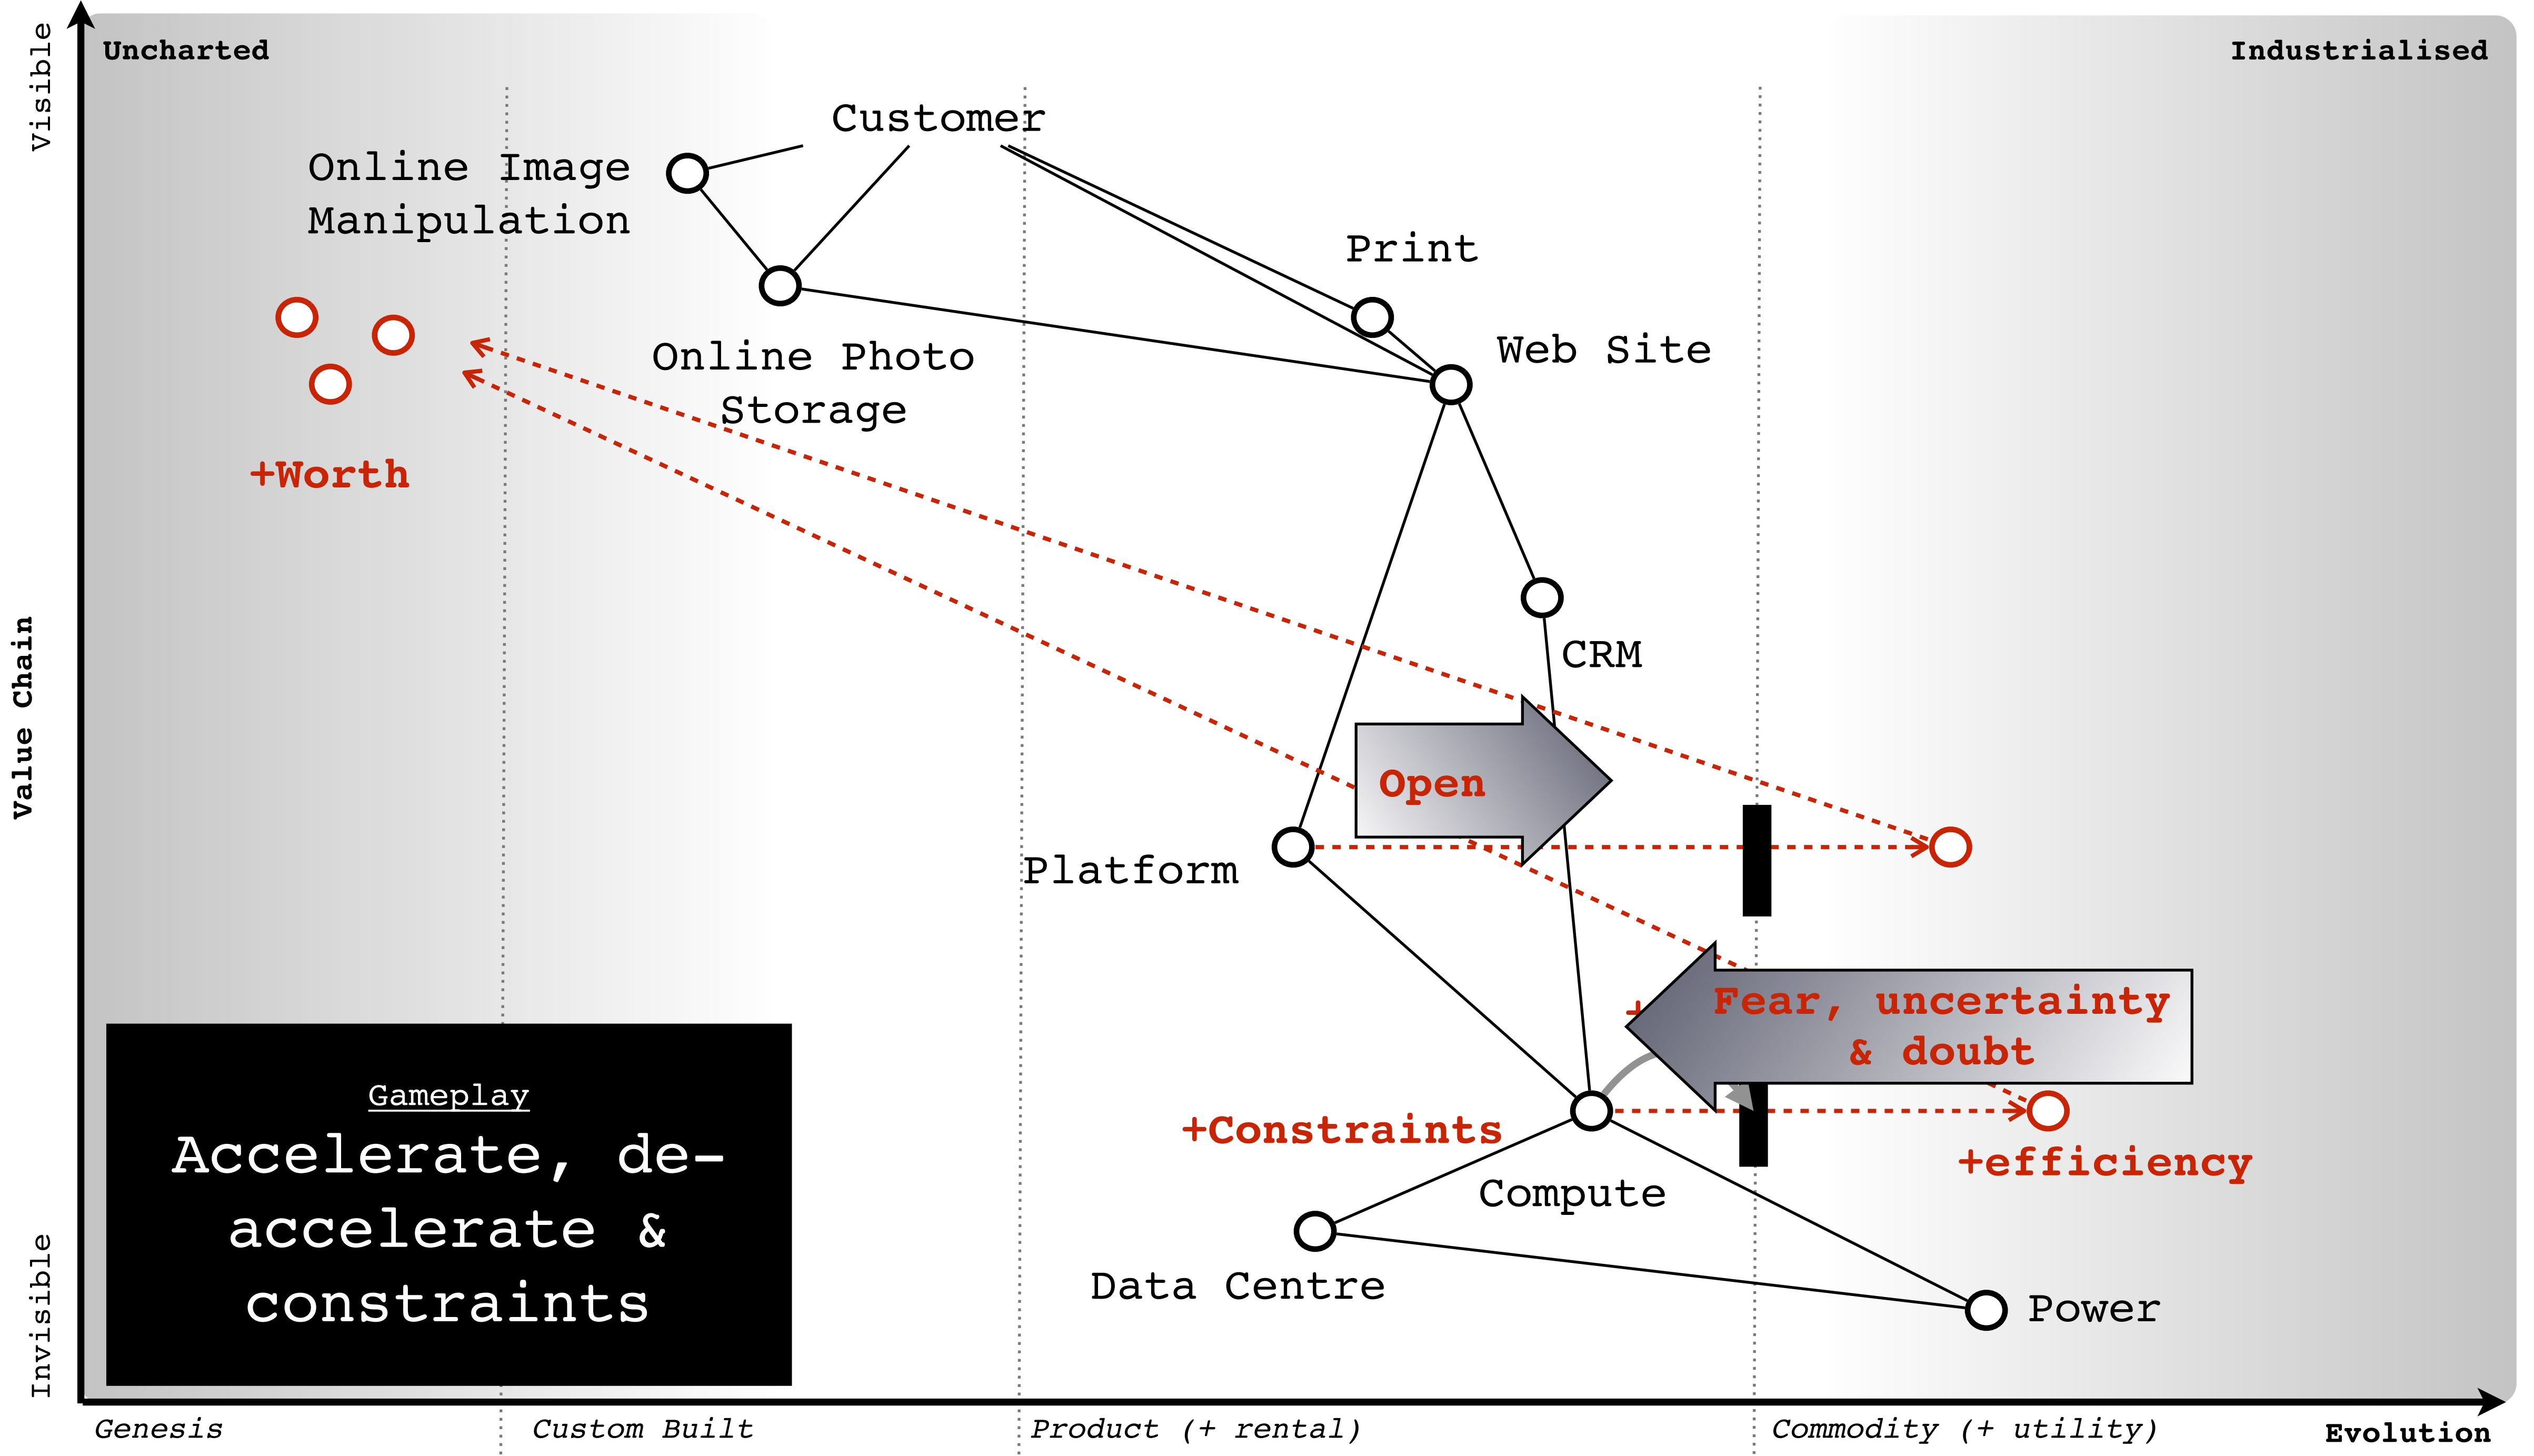 Uncharted
Industrialised
Visible
Customer
Online Image
Manipulation
Print
Web Site
Online Photo
Storage
+Worth
CRM
Value Chain
Open
Platform
Fear, uncertainty
& doubt
+
Gameplay
Accelerate, de-
accelerate &
constraints
+Constraints
+efficiency
Compute
Data Centre
Power
Invisible
Genesis
Custom Built
Product (+ rental)
Commodity (+ utility)
Evolution